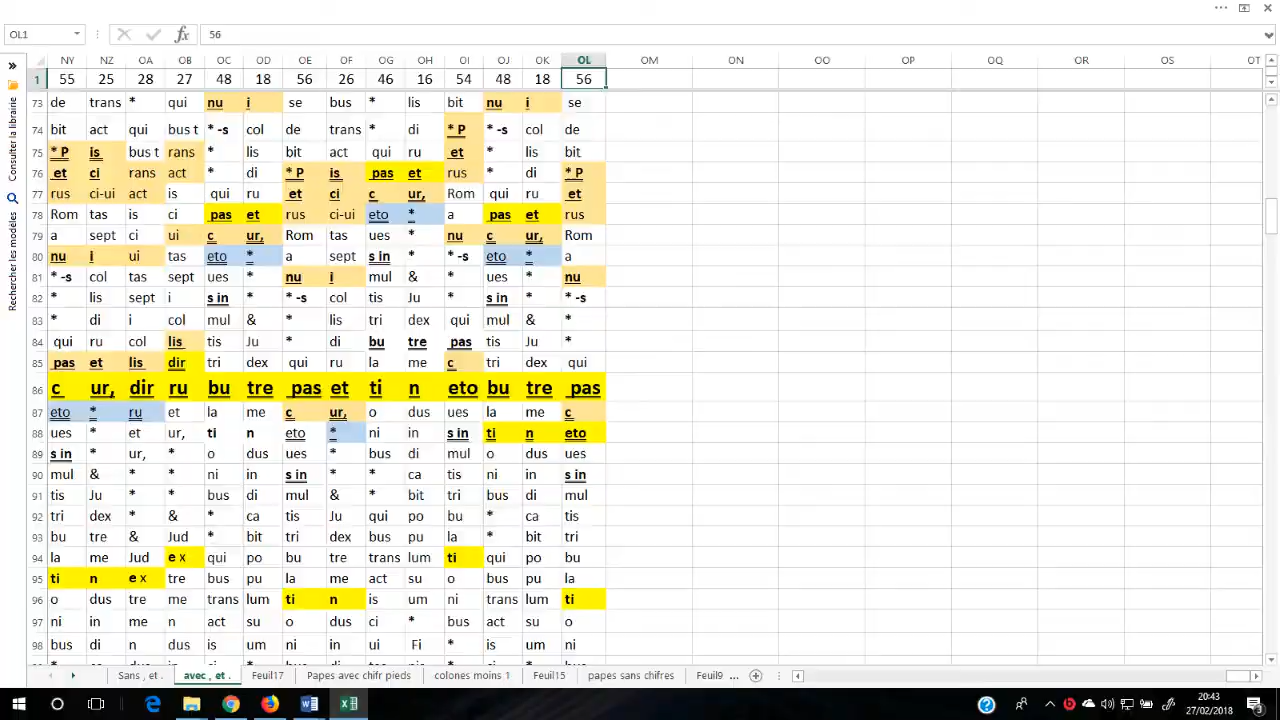 OL1 56
Consulter la librairie
Rechercher les modèles
NY NZ OA OB OC OD OE OF OG OH OI OJ OK OL OM ON OO OP OQ OR OS OT
1 55 25 28 27 48 18 56 26 46 16 54 48 18 56
73 de trans * qui nu i se bus * lis bit nu i se
74 bit act qui bus t * -s col de trans * di * P * -s col de
75 * P is bus t rans * lis bit act qui ru et * lis bit
76 et ci rans act * di * P is pas et rus * di * P
77 rus ci-ui act is qui ru et ci c ur, Rom qui ru et
78 Rom tas is ci pas et rus ci-ui eto * a pas et rus
79 a sept ci ui c ur, Rom tas ues * nu c ur, Rom
80 nu i ui tas eto * a sept s in * * -s eto * a
81 * -s col tas sept ues * nu i mul & * ues * nu
82 * lis sept i s in * * -s col tis Ju * s in * * -s
83 * di i col mul & * lis tri dex qui mul & *
84 qui ru col lis tis Ju * di bu tre pas tis Ju *
85 pas et lis dir tri dex qui ru la me c tri dex qui
86 c ur, dir ru bu tre pas et ti n eto bu tre pas
87 eto * ru et la me c ur, o dus ues la me c
88 ues * et ur, ti n eto * ni in s in ti n eto
89 s in * ur, * o dus ues * bus di mul o dus ues
90 mul & * * ni in s in * * ca tis ni in s in
91 tis Ju * * bus di mul & * bit tri bus di mul
92 tri dex * & * ca tis Ju qui po bu * ca tis
93 bu tre & Jud * bit tri dex bus pu la * bit tri
94 la me Jud e x qui po bu tre trans lum ti qui po bu
95 ti n e x tre bus pu la me act su o bus pu la
96 o dus tre me trans lum ti n is um ni trans lum ti
97 ni in me n act su o dus ci * bus act su o
98 bus di n dus is um ni in ui Fi * is um ni
Sans , et . avec , et . Feuil17 Papes avec chifr pieds colones moins 1 Feuil15 papes sans chifres Feuil9 ...
20:43
27/02/2018